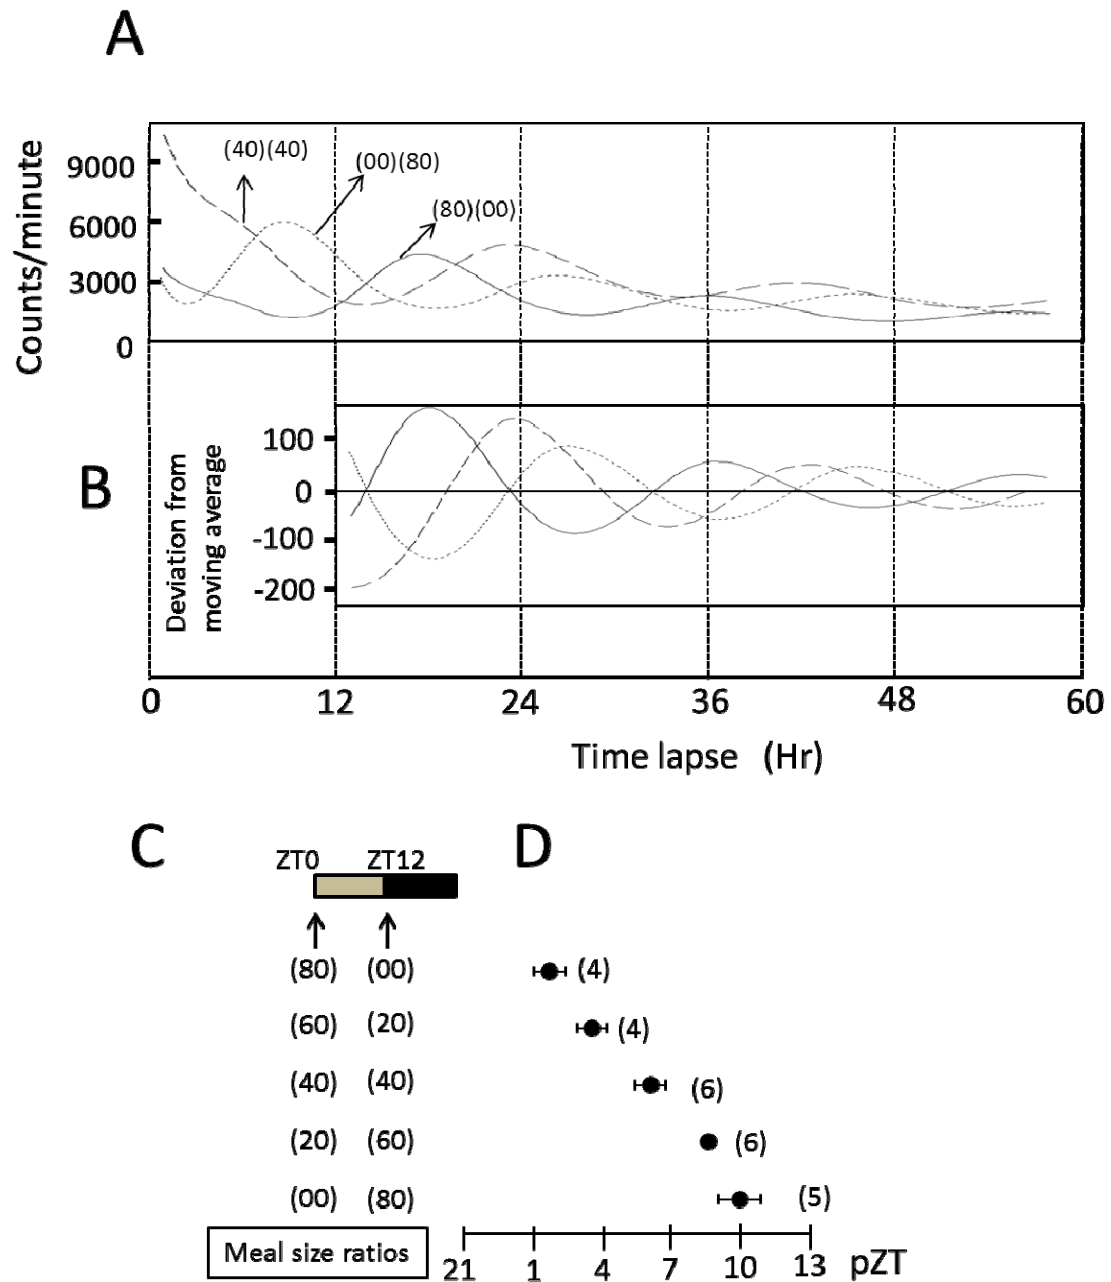 A
Counts/minute
9000
6000
3000
0
(40)(40)
(00)(80)
(80)(00)
B
Deviation from
moving average
100
0
-100
-200
0 12 24 36 48 60
Time lapse (Hr)
C
ZT0 ZT12
(80) (00)
(60) (20)
(40) (40)
(20) (60)
(00) (80)
Meal size ratios
D
(4)
(4)
(6)
(6)
(5)
21 1 4 7 10 13 pZT